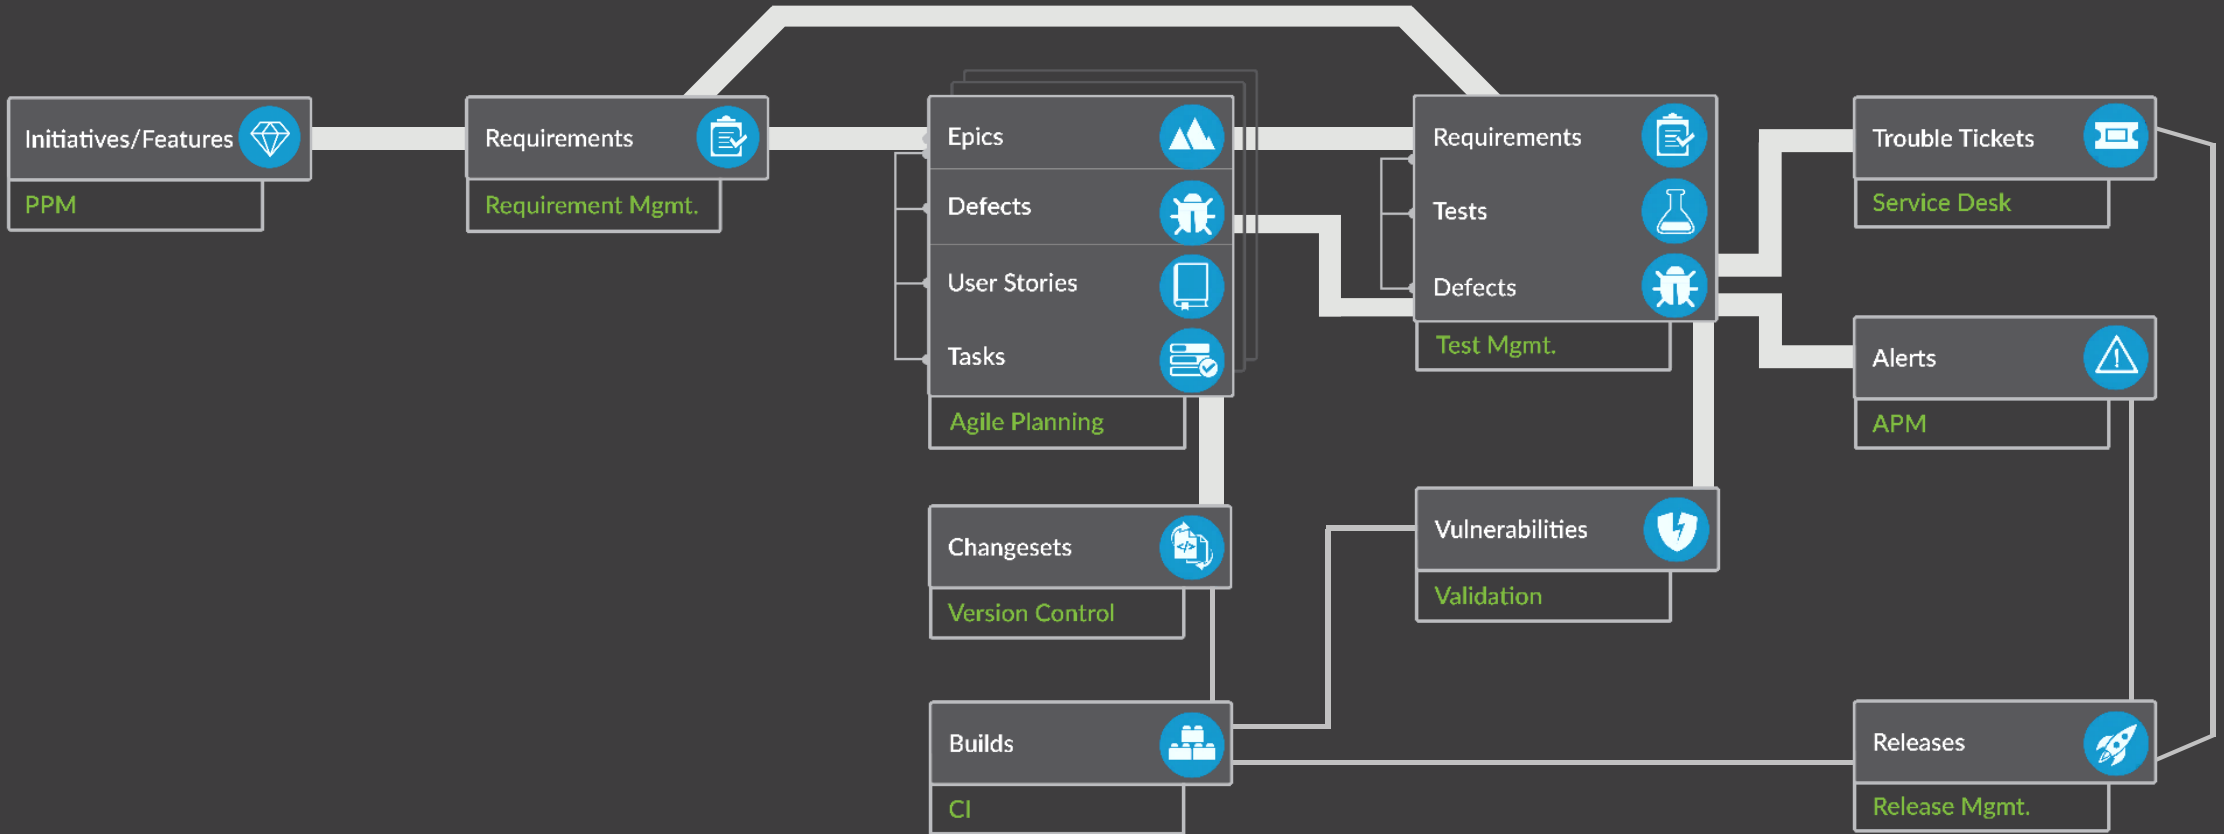 Initiatives/Features
PPM
Requirements
Requirement Mgmt.
Epics
Defects
User Stories
Tasks
Agile Planning
Changesets
Version Control
Builds
CI
Requirements
Tests
Defects
Test Mgmt.
Vulnerabilities
Validation
Trouble Tickets
Service Desk
Alerts
APM
Releases
Release Mgmt.